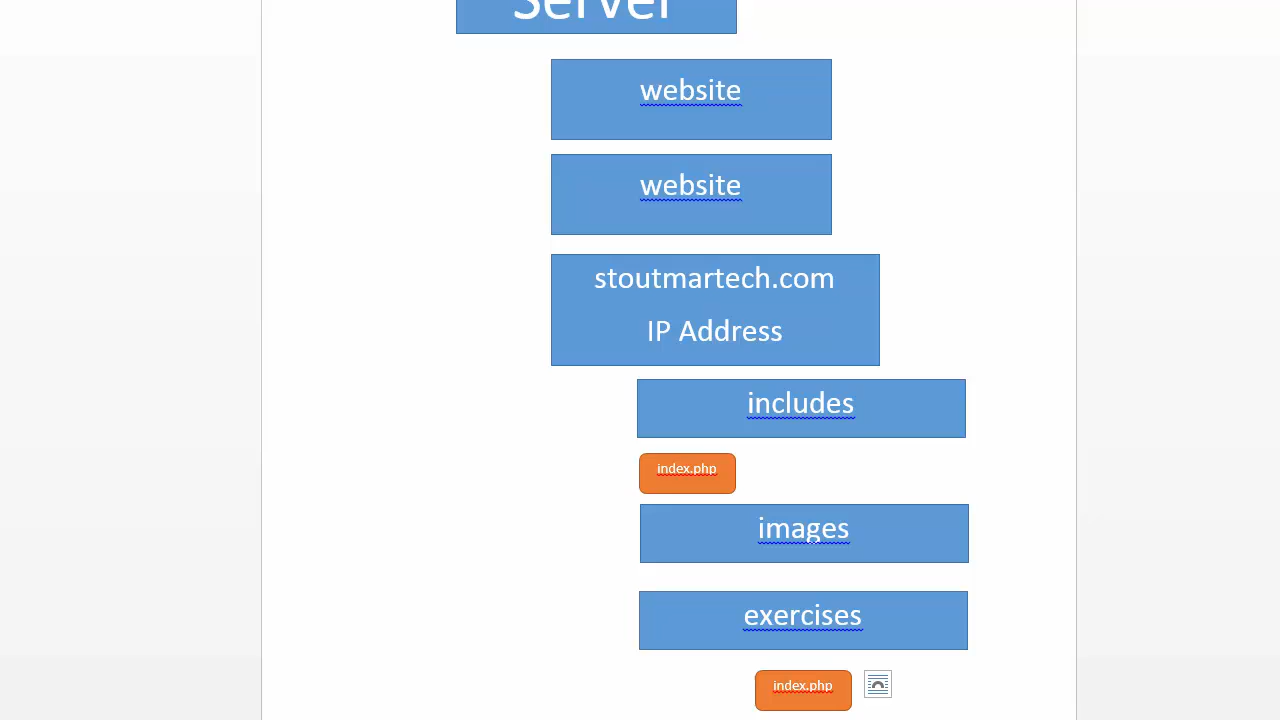 Server
website
website
stoutmartech.com
IP Address
includes
index.php
images
exercises
index.php